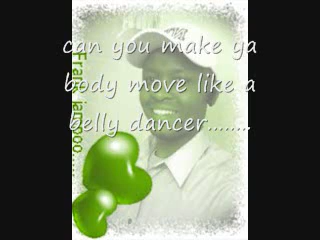 can you make ya
body move like a
belly dancer........